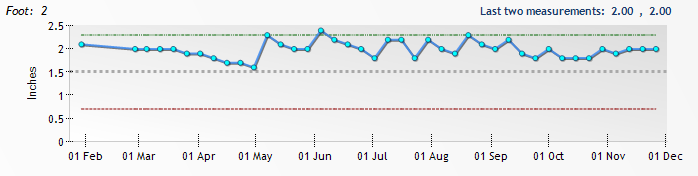 Foot: 2
Last two measurements: 2.00 , 2.00
Inches
2.5
2
1.5
1
0.5
0
01 Feb 01 Mar 01 Apr 01 May 01 Jun 01 Jul 01 Aug 01 Sep 01 Oct 01 Nov 01 Dec